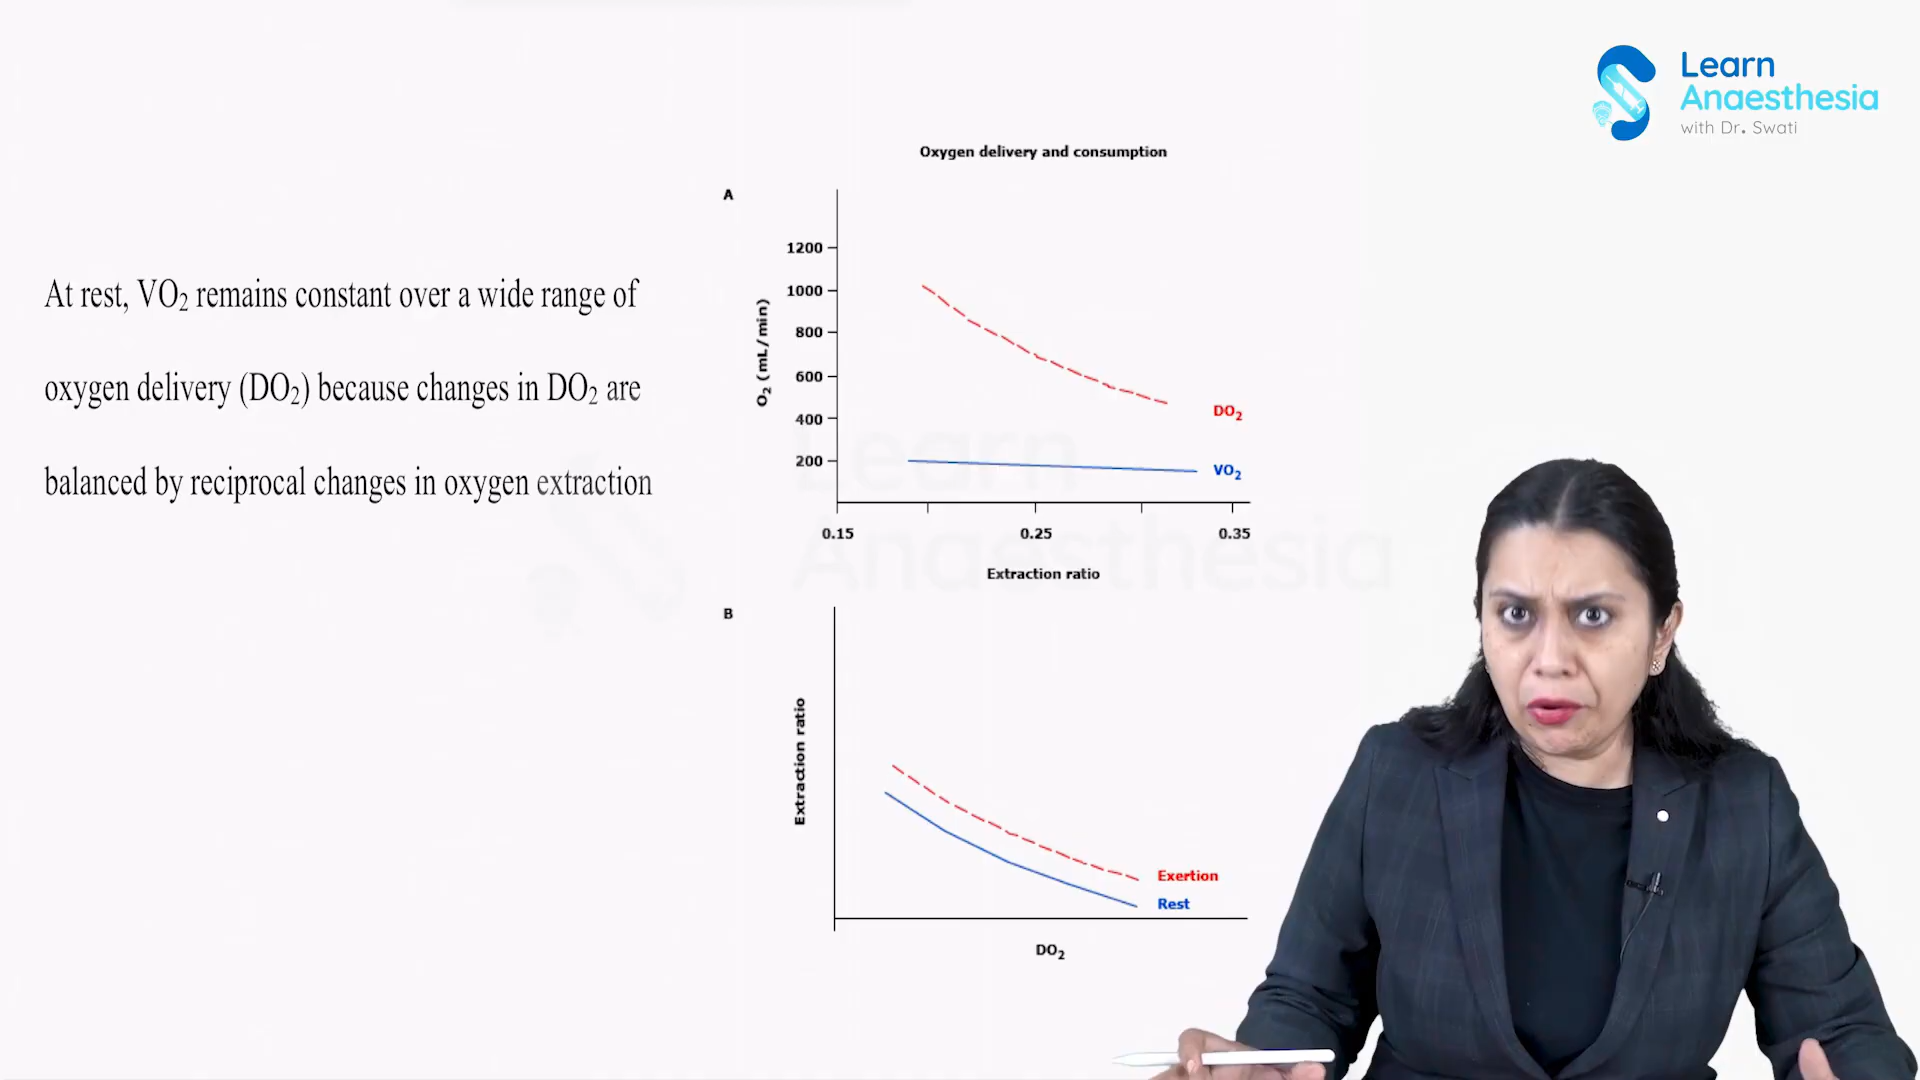 Learn
Anaesthesia
with Dr. Swati
At rest, VO₂ remains constant over a wide range of
oxygen delivery (DO₂) because changes in DO₂ are
balanced by reciprocal changes in oxygen extraction
Oxygen delivery and consumption
A
O₂ (mL/min)
1200
1000
800
600
400
200
DO₂
VO₂
0.15
0.25
0.35
Extraction ratio
B
Extraction ratio
Exertion
Rest
DO₂
Learn
Anaesthesia